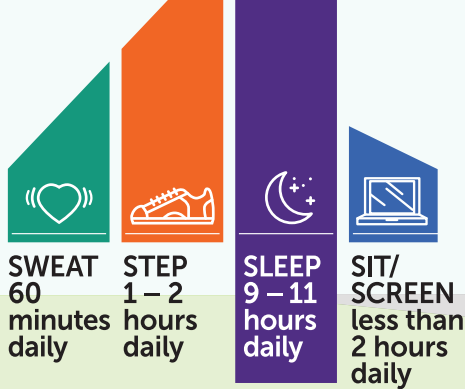 SWEAT
60
minutes
daily
STEP
1 – 2
hours
daily
SLEEP
9 – 11
hours
daily
SIT/
SCREEN
less than
2 hours
daily